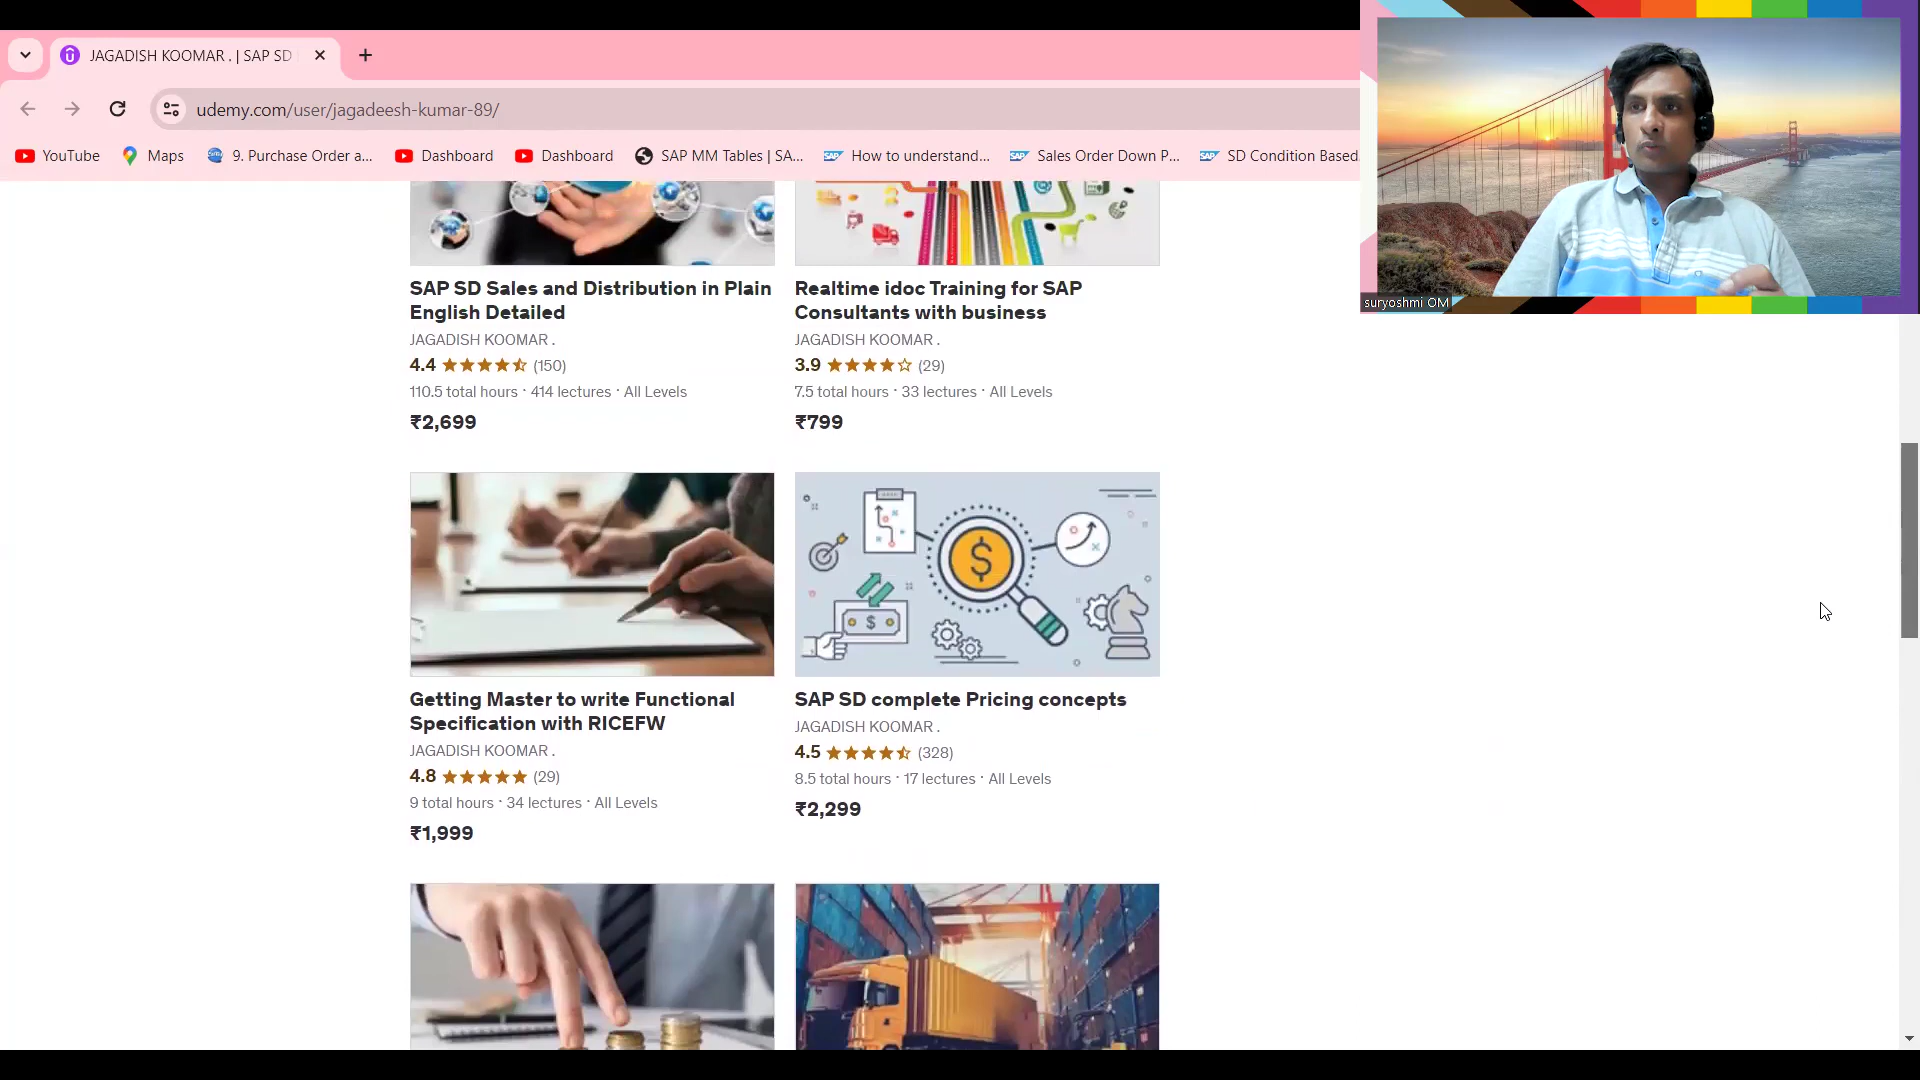 JAGADISH KOOMAR . | SAP SD
udemy.com/user/jagadeesh-kumar-89/
YouTube
Maps
9. Purchase Order a...
Dashboard
Dashboard
SAP MM Tables | SA...
SAP How to understand...
SAP Sales Order Down P...
SAP SD Condition Based
suryoshmi OM
SAP SD Sales and Distribution in Plain
English Detailed
JAGADISH KOOMAR .
4.4 (150)
110.5 total hours · 414 lectures · All Levels
₹2,699
Realtime idoc Training for SAP
Consultants with business
JAGADISH KOOMAR .
3.9 (29)
7.5 total hours · 33 lectures · All Levels
₹799
Getting Master to write Functional
Specification with RICEFW
JAGADISH KOOMAR .
4.8 (29)
9 total hours · 34 lectures · All Levels
₹1,999
SAP SD complete Pricing concepts
JAGADISH KOOMAR .
4.5 (328)
8.5 total hours · 17 lectures · All Levels
₹2,299